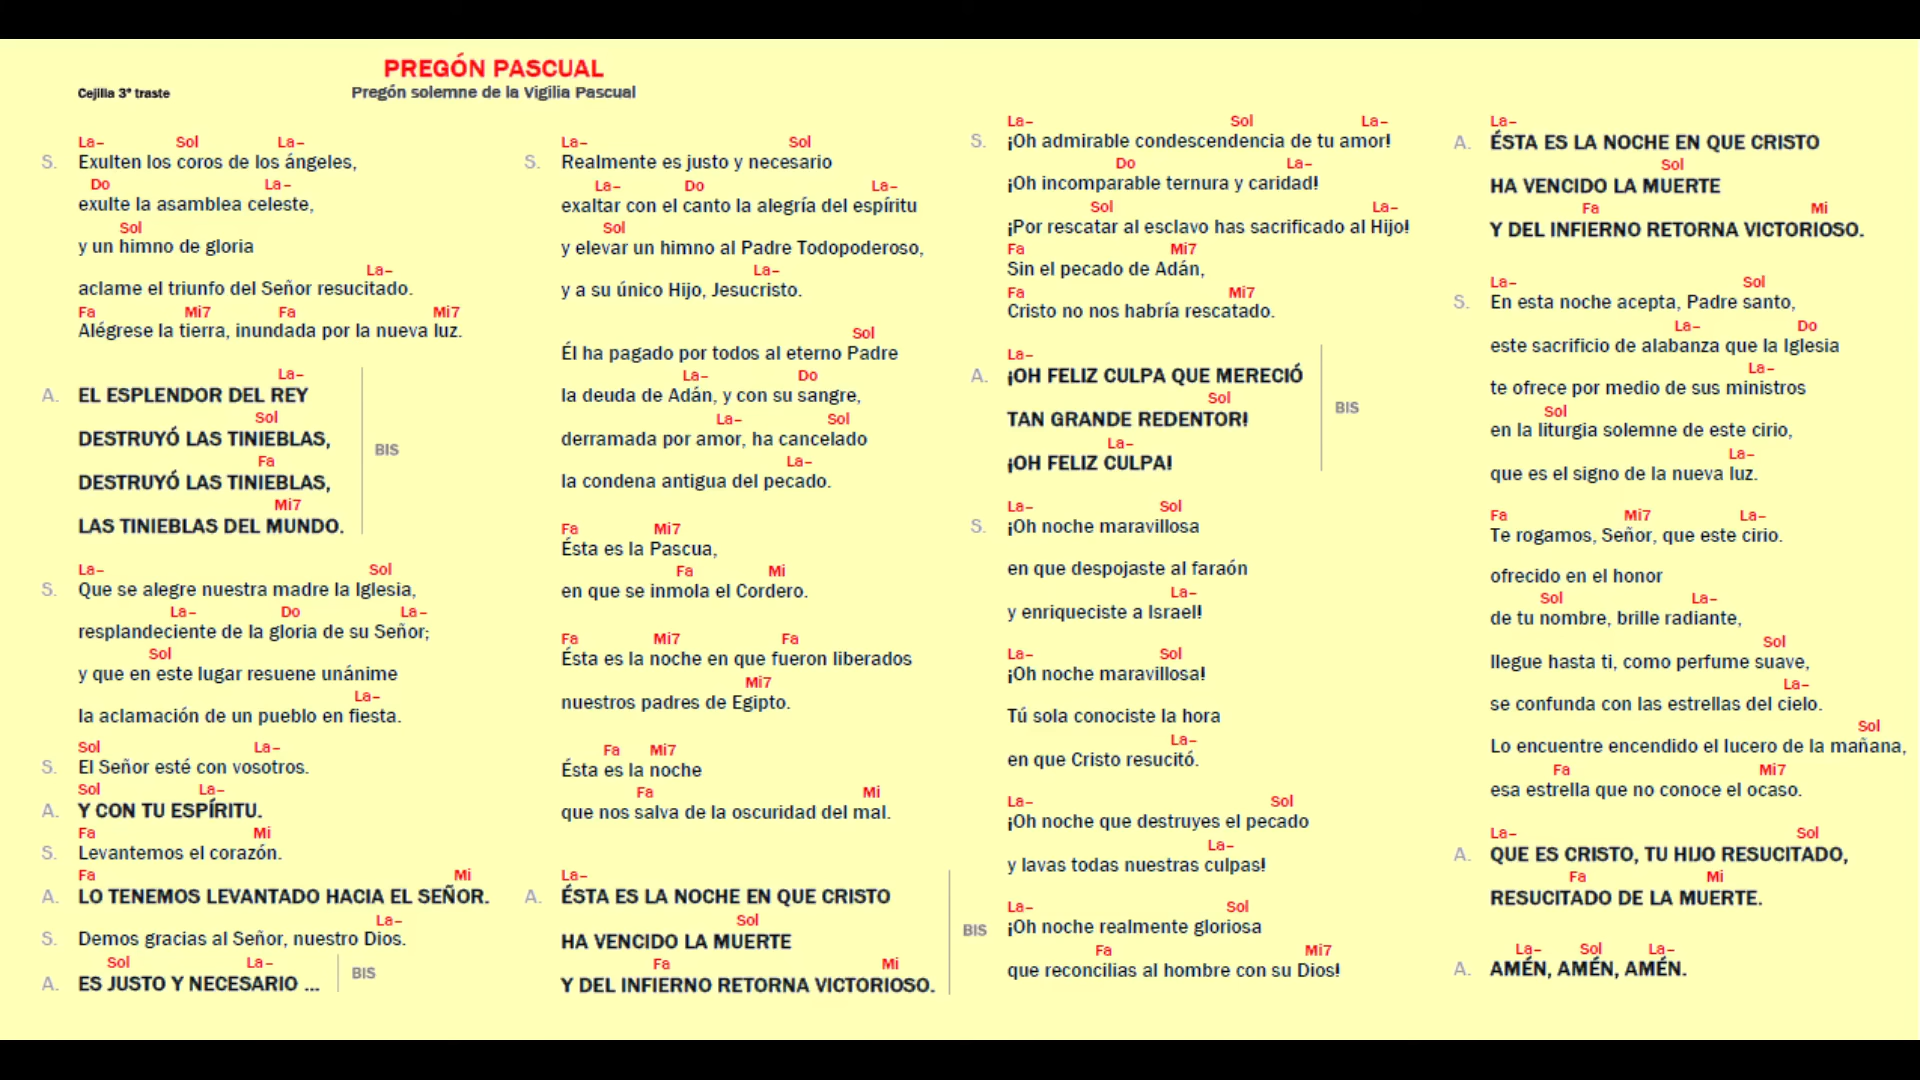 PREGÓN PASCUAL
Cejilla 3ª traste
Pregón solemne de la Vigilia Pascual
La- Sol La-
S. Exulten los coros de los ángeles,
Do La-
exulte la asamblea celeste,
Sol
y un himno de gloria
La-
aclame el triunfo del Señor resucitado.
Fa Mi7 Fa Mi7
Alégrese la tierra, inundada por la nueva luz.
La-
A. EL ESPLENDOR DEL REY
Sol
DESTRUYÓ LAS TINIEBLAS,
BIS
Fa
DESTRUYÓ LAS TINIEBLAS,
Mi7
LAS TINIEBLAS DEL MUNDO.
La- Sol
S. Que se alegre nuestra madre la Iglesia,
La- Do La-
resplandeciente de la gloria de su Señor;
Sol
y que en este lugar resuene unánime
La-
la aclamación de un pueblo en fiesta.
Sol La-
S. El Señor esté con vosotros.
Sol La-
A. Y CON TU ESPÍRITU.
Fa Mi
S. Levantemos el corazón.
Fa Mi
A. LO TENEMOS LEVANTADO HACIA EL SEÑOR.
La-
S. Demos gracias al Señor, nuestro Dios.
Sol La-
A. ES JUSTO Y NECESARIO ... BIS
La- Sol
S. Realmente es justo y necesario
La- Do La-
exaltar con el canto la alegría del espíritu
Sol
y elevar un himno al Padre Todopoderoso,
La-
y a su único Hijo, Jesucristo.
Sol
Él ha pagado por todos al eterno Padre
La- Do
la deuda de Adán, y con su sangre,
La- Sol
derramada por amor, ha cancelado
La-
la condena antigua del pecado.
Fa Mi7
Ésta es la Pascua,
Fa Mi
en que se inmola el Cordero.
Fa Mi7 Fa
Ésta es la noche en que fueron liberados
Mi7
nuestros padres de Egipto.
Fa Mi7
Ésta es la noche
Fa Mi
que nos salva de la oscuridad del mal.
La-
A. ÉSTA ES LA NOCHE EN QUE CRISTO
Sol
HA VENCIDO LA MUERTE
BIS
Fa Mi
Y DEL INFIERNO RETORNA VICTORIOSO.
La- Sol La-
S. ¡Oh admirable condescendencia de tu amor!
Do La-
¡Oh incomparable ternura y caridad!
Sol La-
¡Por rescatar al esclavo has sacrificado al Hijo!
Fa Mi7
Sin el pecado de Adán,
Fa Mi7
Cristo no nos habría rescatado.
La-
A. ¡OH FELIZ CULPA QUE MERECIÓ
BIS
Sol
TAN GRANDE REDENTOR!
La-
¡OH FELIZ CULPA!
La- Sol
S. ¡Oh noche maravillosa
en que despojaste al faraón
La-
y enriqueciste a Israel!
La- Sol
¡Oh noche maravillosa!
Tú sola conociste la hora
La-
en que Cristo resucitó.
La- Sol
¡Oh noche que destruyes el pecado
La-
y lavas todas nuestras culpas!
La- Sol
¡Oh noche realmente gloriosa
Fa Mi7
que reconcilias al hombre con su Dios!
La-
A. ÉSTA ES LA NOCHE EN QUE CRISTO
Sol
HA VENCIDO LA MUERTE
Fa Mi
Y DEL INFIERNO RETORNA VICTORIOSO.
La- Sol
S. En esta noche acepta, Padre santo,
La- Do
este sacrificio de alabanza que la Iglesia
La-
te ofrece por medio de sus ministros
Sol
en la liturgia solemne de este cirio,
La-
que es el signo de la nueva luz.
Fa Mi7 La-
Te rogamos, Señor, que este cirio.
ofrecido en el honor
Sol La-
de tu nombre, brille radiante,
Sol
llegue hasta ti, como perfume suave,
La-
se confunda con las estrellas del cielo.
Sol
Lo encuentre encendido el lucero de la mañana,
Fa Mi7
esa estrella que no conoce el ocaso.
La- Sol
A. QUE ES CRISTO, TU HIJO RESUCITADO,
Fa Mi
RESUCITADO DE LA MUERTE.
La- Sol La-
A. AMÉN, AMÉN, AMÉN.